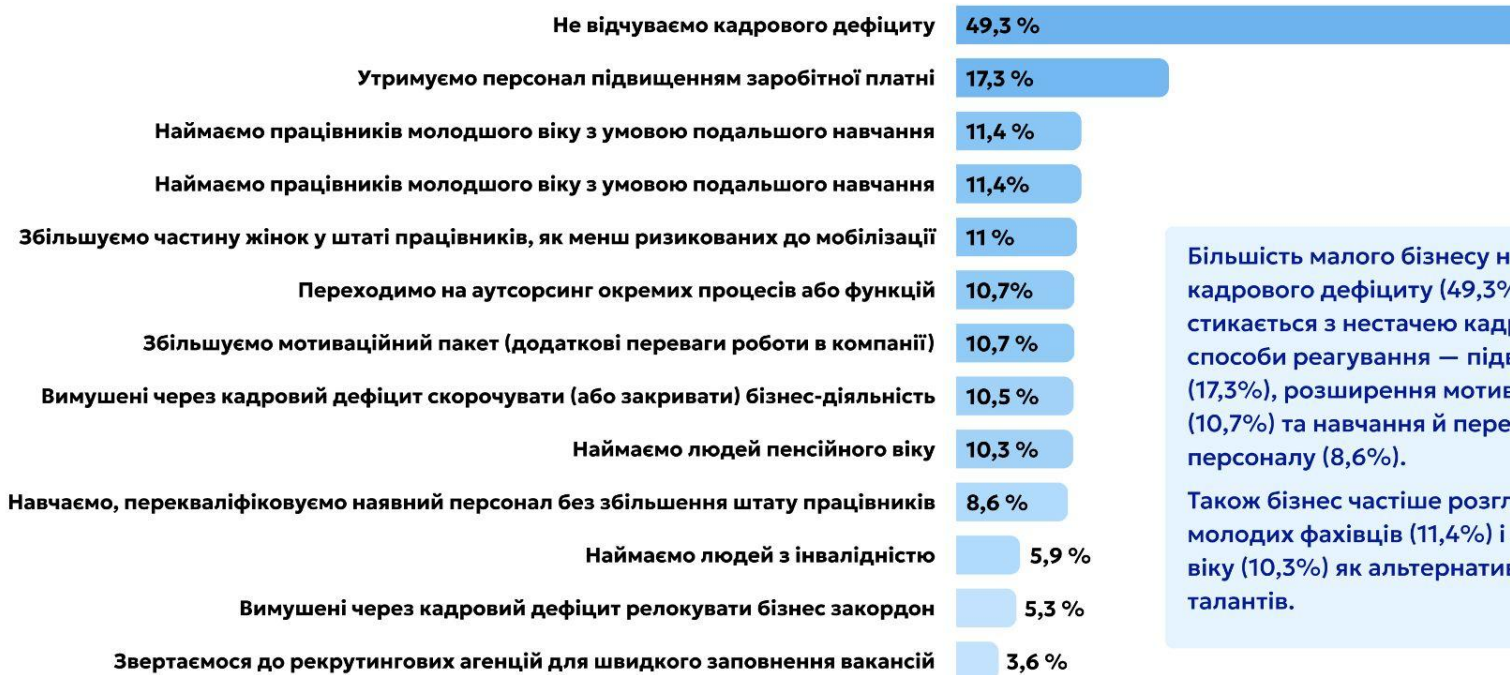 Не відчуваємо кадрового дефіциту 49,3 %
Утримуємо персонал підвищенням заробітної платні 17,3 %
Наймаємо працівників молодшого віку з умовою подальшого навчання 11,4 %
Наймаємо працівників молодшого віку з умовою подальшого навчання 11,4%
Збільшуємо частину жінок у штаті працівників, як менш ризикованих до мобілізації 11 %
Переходимо на аутсорсинг окремих процесів або функцій 10,7%
Збільшуємо мотиваційний пакет (додаткові переваги роботи в компанії) 10,7 %
Вимушені через кадровий дефіцит скорочувати (або закривати) бізнес-діяльність 10,5 %
Наймаємо людей пенсійного віку 10,3 %
Навчаємо, перекваліфіковуємо наявний персонал без збільшення штату працівників 8,6 %
Наймаємо людей з інвалідністю 5,9 %
Вимушені через кадровий дефіцит релокувати бізнес закордон 5,3 %
Звертаємося до рекрутингових агенцій для швидкого заповнення вакансій 3,6 %
Більшість малого бізнесу
кадрового дефіциту (49,3%
стикається з нестачею
способи реагування —
(17,3%), розширення
(10,7%) та навчання й
персоналу (8,6%).
Також бізнес частіше
молодих фахівців (11,4%) і
віку (10,3%) як
талантів.